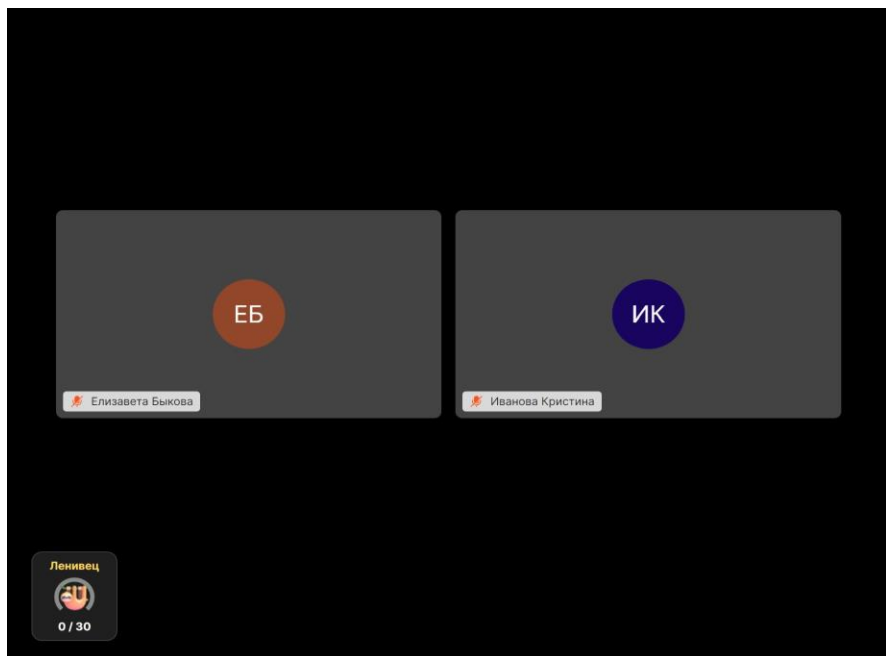 ЕБ
ИК
Елизавета Быкова
Иванова Кристина
Ленивец
0 / 30